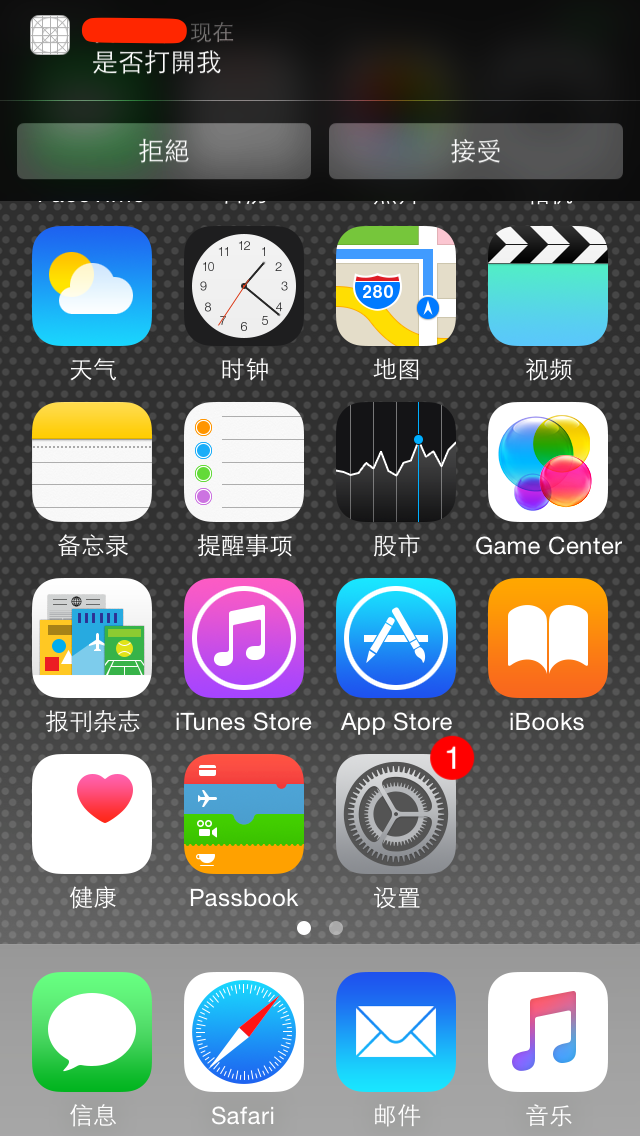 现在
是否打開我
拒絕
接受
天气
时钟
地图
视频
备忘录
提醒事项
股市
Game Center
报刊杂志
iTunes Store
App Store
iBooks
1
健康
Passbook
设置
信息
Safari
邮件
音乐
12
1
2
3
4
5
6
7
8
9
10
11
280